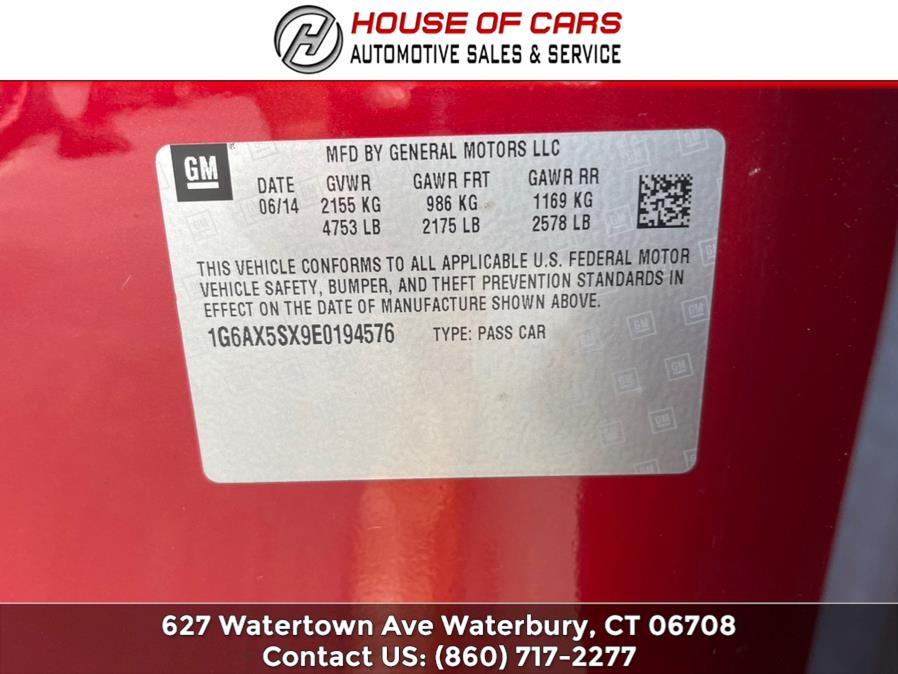 HOUSE OF CARS
AUTOMOTIVE SALES & SERVICE
GM
MFD BY GENERAL MOTORS LLC
DATE GVWR GAWR FRT GAWR RR
06/14 2155 KG 986 KG 1169 KG
4753 LB 2175 LB 2578 LB
THIS VEHICLE CONFORMS TO ALL APPLICABLE U.S. FEDERAL MOTOR
VEHICLE SAFETY, BUMPER, AND THEFT PREVENTION STANDARDS IN
EFFECT ON THE DATE OF MANUFACTURE SHOWN ABOVE.
1G6AX5SX9E0194576 TYPE: PASS CAR
627 Watertown Ave Waterbury, CT 06708
Contact US: (860) 717-2277